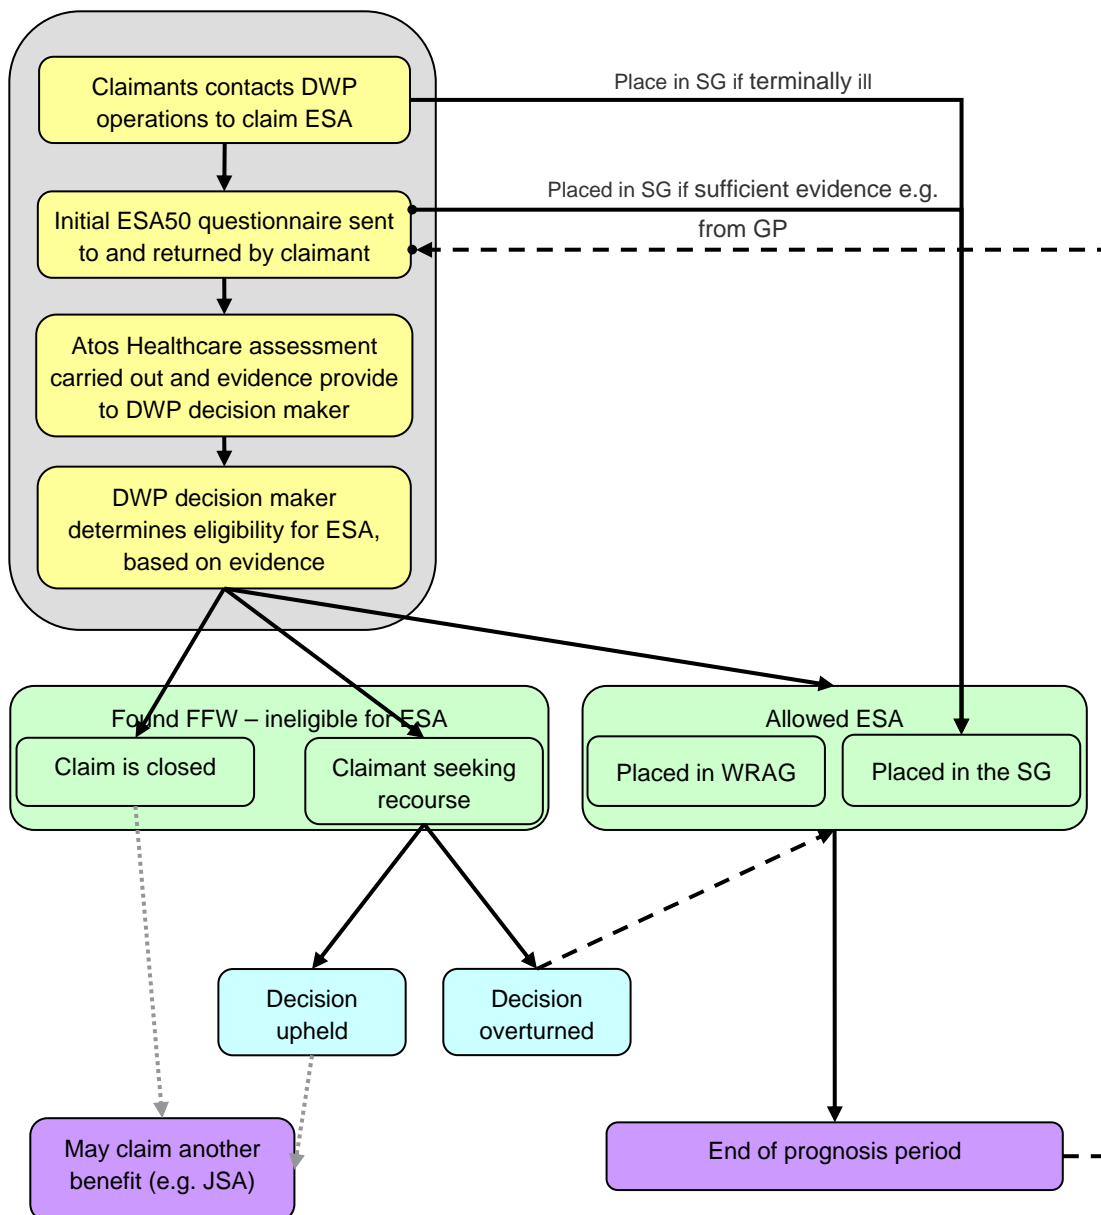 Claimants contacts DWP
operations to claim ESA
Place in SG if terminally ill
Initial ESA50 questionnaire sent
to and returned by claimant
Placed in SG if sufficient evidence e.g.
from GP
Atos Healthcare assessment
carried out and evidence provide
to DWP decision maker
DWP decision maker
determines eligibility for ESA,
based on evidence
Found FFW – ineligible for ESA
Claim is closed
Claimant seeking
recourse
Allowed ESA
Placed in WRAG
Placed in the SG
Decision
upheld
Decision
overturned
May claim another
benefit (e.g. JSA)
End of prognosis period